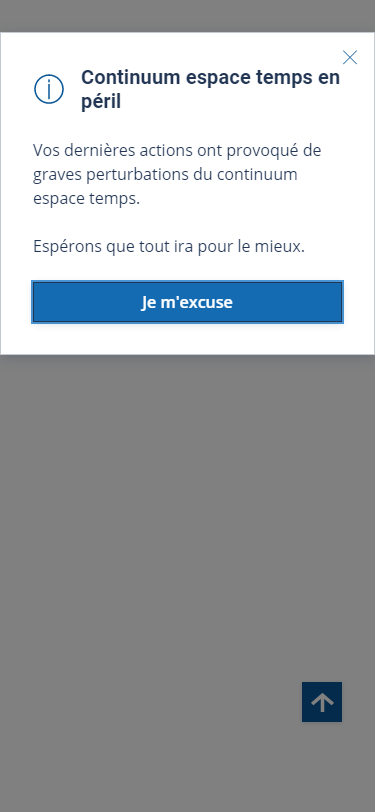 Continuum espace temps en
péril
Vos dernières actions ont provoqué de
graves perturbations du continuum
espace temps.
Espérons que tout ira pour le mieux.
Je m'excuse